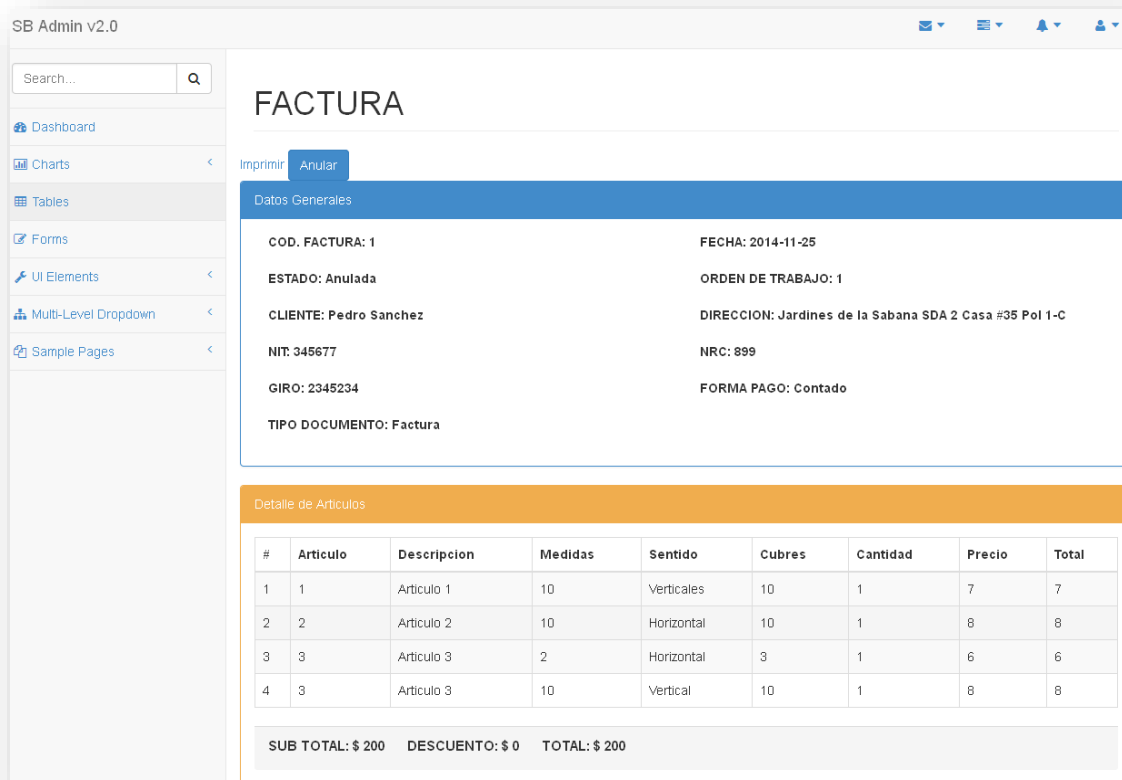 SB Admin v2.0
Search...
Dashboard
Charts
Tables
Forms
UI Elements
Multi-Level Dropdown
Sample Pages
FACTURA
Imprimir Anular
Datos Generales
COD. FACTURA: 1 FECHA: 2014-11-25
ESTADO: Anulada ORDEN DE TRABAJO: 1
CLIENTE: Pedro Sanchez DIRECCION: Jardines de la Sabana SDA 2 Casa #35 Pol 1-C
NIT: 345677 NRC: 899
GIRO: 2345234 FORMA PAGO: Contado
TIPO DOCUMENTO: Factura
Detalle de Articulos
# Articulo Descripcion Medidas Sentido Cubres Cantidad Precio Total
1 1 Articulo 1 10 Verticales 10 1 7 7
2 2 Articulo 2 10 Horizontal 10 1 8 8
3 3 Articulo 3 2 Horizontal 3 1 6 6
4 3 Articulo 3 10 Vertical 10 1 8 8
SUB TOTAL: $ 200 DESCUENTO: $ 0 TOTAL: $ 200